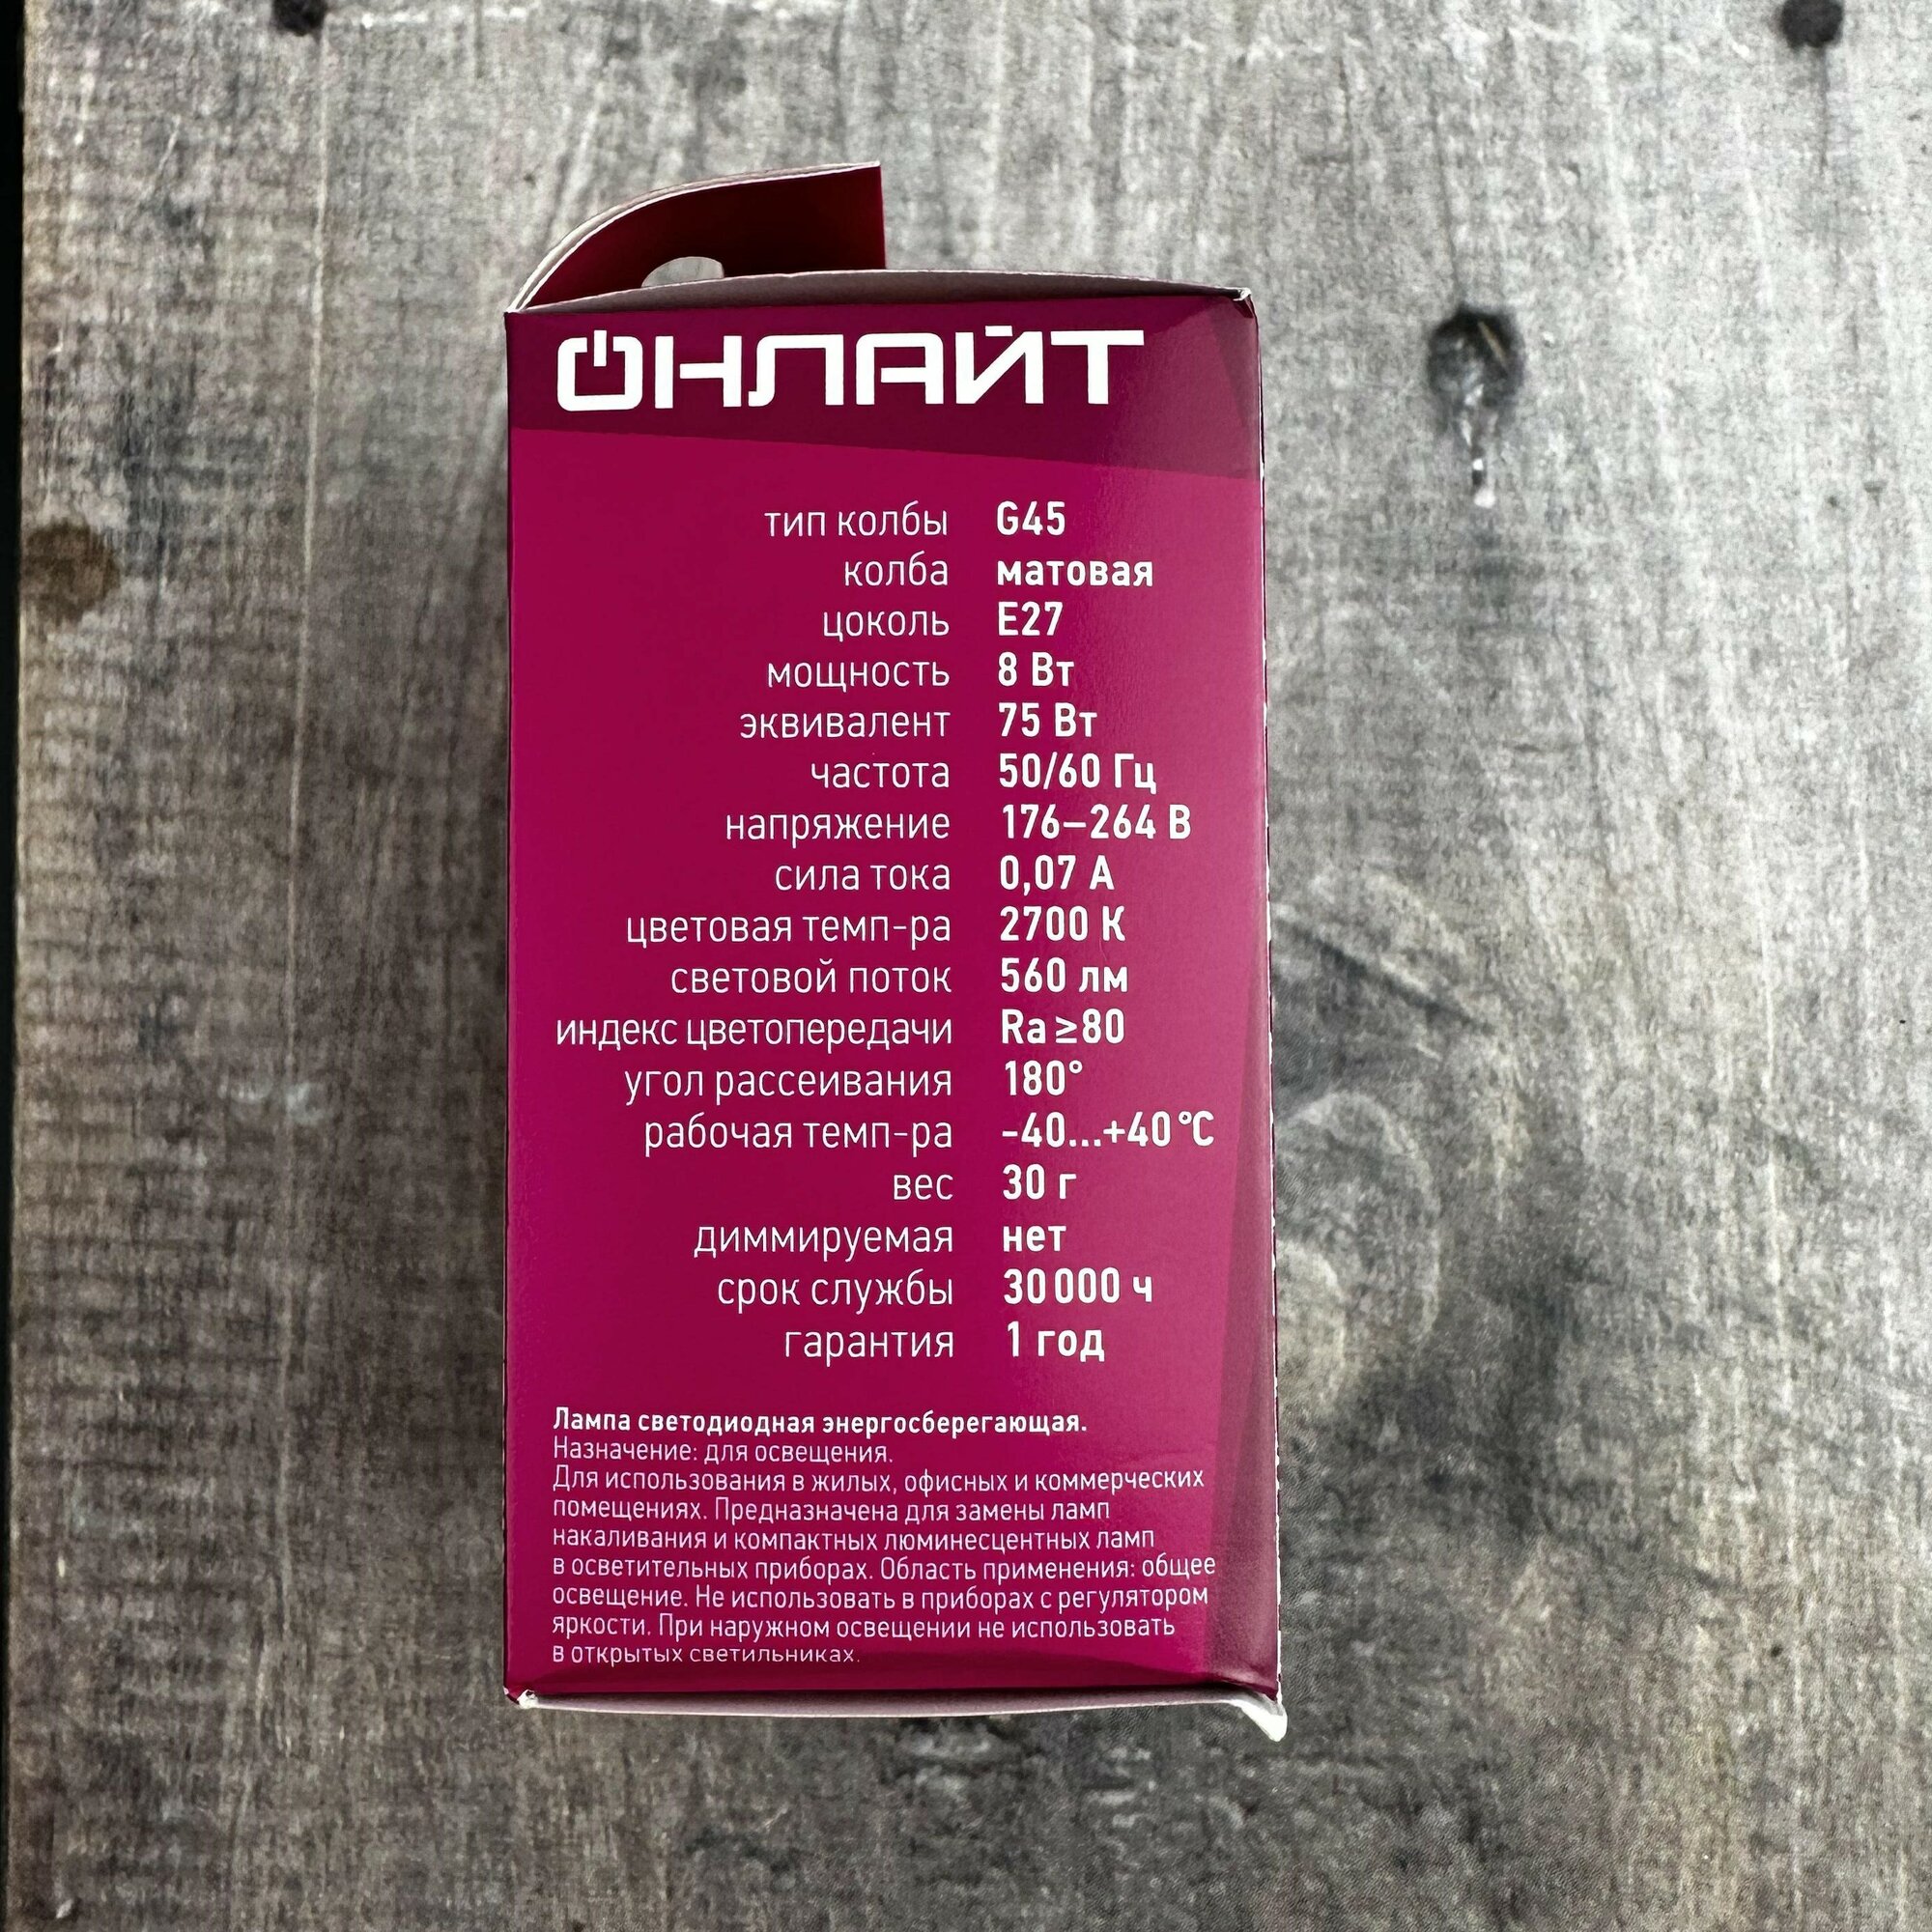 ОНЛАЙТ
тип колбы G45
колба матовая
цоколь E27
мощность 8 Вт
эквивалент 75 Вт
частота 50/60 Гц
напряжение 176–264 В
сила тока 0,07 А
цветовая темп-ра 2700 К
световой поток 560 лм
индекс цветопередачи Ra ≥80
угол рассеивания 180°
рабочая темп-ра -40...+40 °С
вес 30 г
диммируемая нет
срок службы 30 000 ч
гарантия 1 год
Лампа светодиодная энергосберегающая.
Назначение: для освещения.
Для использования в жилых, офисных и коммерческих
помещениях. Предназначена для замены ламп
накаливания и компактных люминесцентных ламп
в осветительных приборах. Область применения: общее
освещение. Не использовать в приборах с регулятором
яркости. При наружном освещении не использовать
в открытых светильниках.